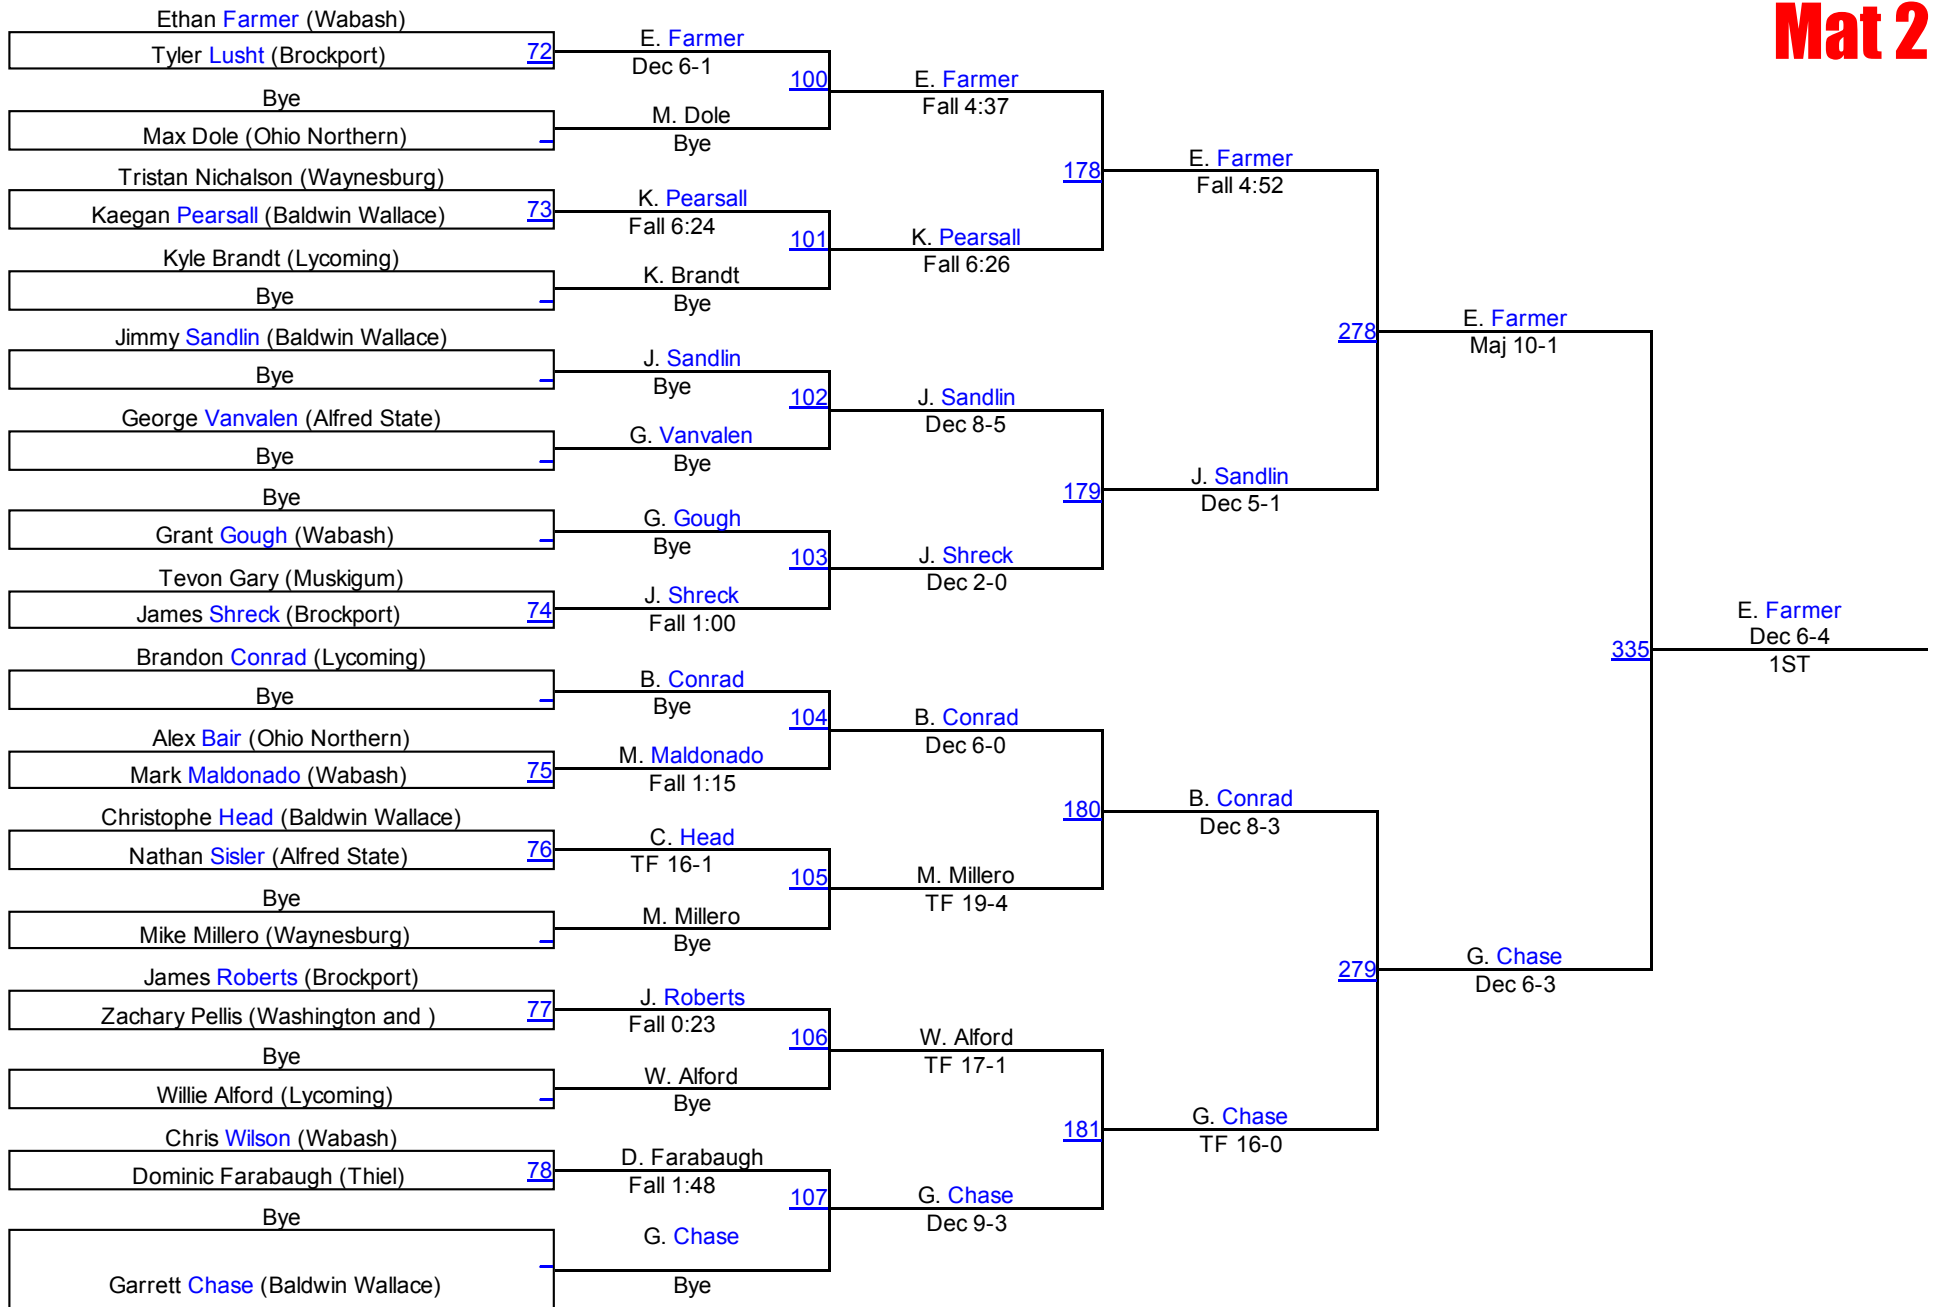 Mat 2
Ethan Farmer (Wabash)
Tyler Lusht (Brockport)
72
Bye
Max Dole (Ohio Northern)
Tristan Nichalson (Waynesburg)
Kaegan Pearsall (Baldwin Wallace)
73
Kyle Brandt (Lycoming)
Bye
Jimmy Sandlin (Baldwin Wallace)
Bye
George Vanvalen (Alfred State)
Bye
Bye
Grant Gough (Wabash)
Tevon Gary (Muskigum)
James Shreck (Brockport)
74
Brandon Conrad (Lycoming)
Bye
Alex Bair (Ohio Northern)
Mark Maldonado (Wabash)
75
Christophe Head (Baldwin Wallace)
Nathan Sisler (Alfred State)
76
Bye
Mike Millero (Waynesburg)
James Roberts (Brockport)
Zachary Pellis (Washington and )
77
Bye
Willie Alford (Lycoming)
Chris Wilson (Wabash)
Dominic Farabaugh (Thiel)
78
Bye
Garrett Chase (Baldwin Wallace)
E. Farmer
Dec 6-1
100
M. Dole
Bye
K. Pearsall
Fall 6:24
101
K. Brandt
Bye
J. Sandlin
Bye
102
G. Vanvalen
Bye
G. Gough
Bye
103
J. Shreck
Fall 1:00
B. Conrad
Bye
104
M. Maldonado
Fall 1:15
C. Head
TF 16-1
105
M. Millero
Bye
J. Roberts
Fall 0:23
106
W. Alford
Bye
D. Farabaugh
Fall 1:48
107
G. Chase
Bye
E. Farmer
Fall 4:37
178
K. Pearsall
Fall 6:26
J. Sandlin
Dec 8-5
179
J. Shreck
Dec 2-0
B. Conrad
Dec 6-0
180
M. Millero
TF 19-4
W. Alford
TF 17-1
181
G. Chase
Dec 9-3
E. Farmer
Fall 4:52
278
J. Sandlin
Dec 5-1
B. Conrad
Dec 8-3
279
G. Chase
TF 16-0
E. Farmer
Maj 10-1
335
G. Chase
Dec 6-3
E. Farmer
Dec 6-4
1ST